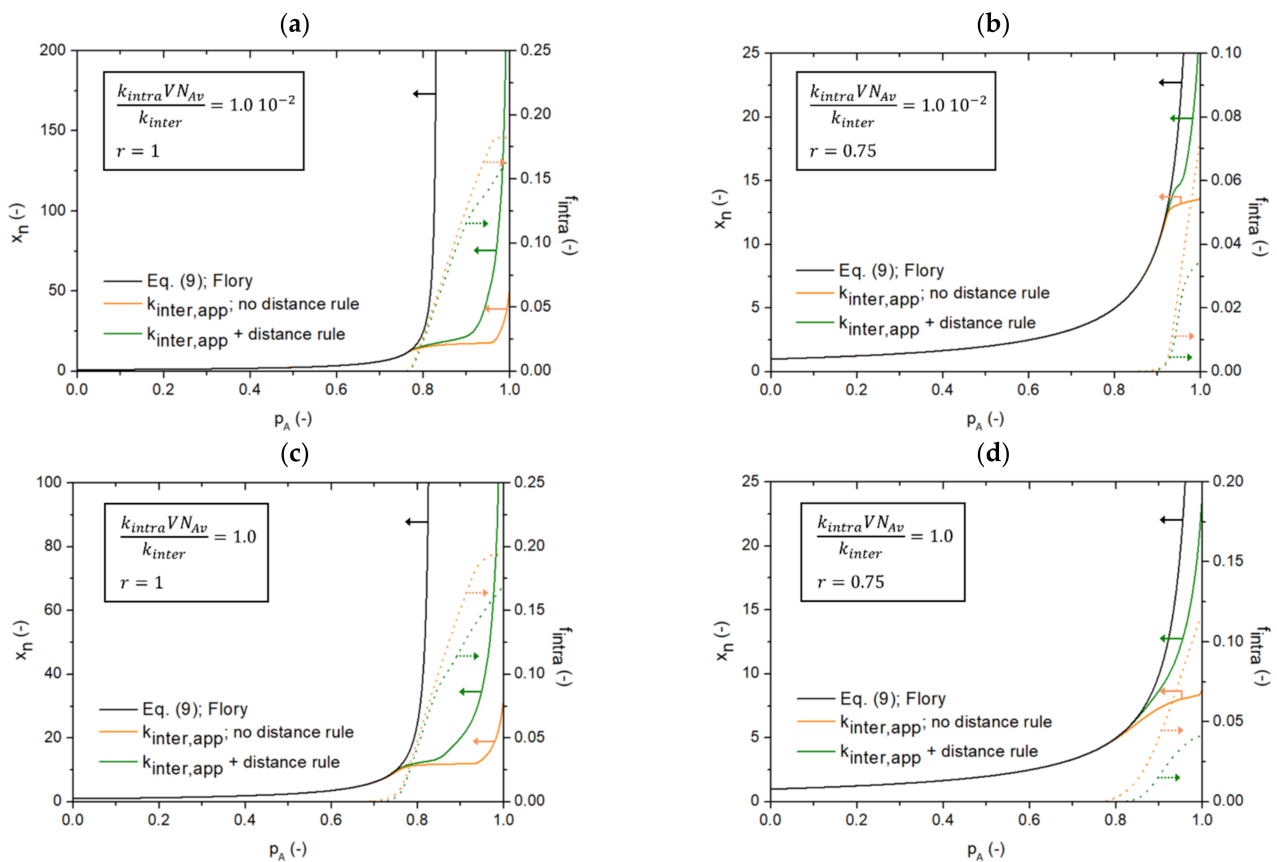 (a)
200
150
100
50
0
x_n (-)
0.25
0.20
0.15
0.10
0.05
0.00
f_intra (-)
k_intra VN_Av / k_inter = 1.0 10^-2
r = 1
Eq. (9); Flory
k_inter,app; no distance rule
k_inter,app + distance rule
0.0 0.2 0.4 0.6 0.8 1.0
p_A (-)
(b)
25
20
15
10
5
0
x_n (-)
0.10
0.08
0.06
0.04
0.02
0.00
f_intra (-)
k_intra VN_Av / k_inter = 1.0 10^-2
r = 0.75
Eq. (9); Flory
k_inter,app; no distance rule
k_inter,app + distance rule
0.0 0.2 0.4 0.6 0.8 1.0
p_A (-)
(c)
100
80
60
40
20
0
x_n (-)
0.25
0.20
0.15
0.10
0.05
0.00
f_intra (-)
k_intra VN_Av / k_inter = 1.0
r = 1
Eq. (9); Flory
k_inter,app; no distance rule
k_inter,app + distance rule
0.0 0.2 0.4 0.6 0.8 1.0
p_A (-)
(d)
25
20
15
10
5
0
x_n (-)
0.20
0.15
0.10
0.05
0.00
f_intra (-)
k_intra VN_Av / k_inter = 1.0
r = 0.75
Eq. (9); Flory
k_inter,app; no distance rule
k_inter,app + distance rule
0.0 0.2 0.4 0.6 0.8 1.0
p_A (-)